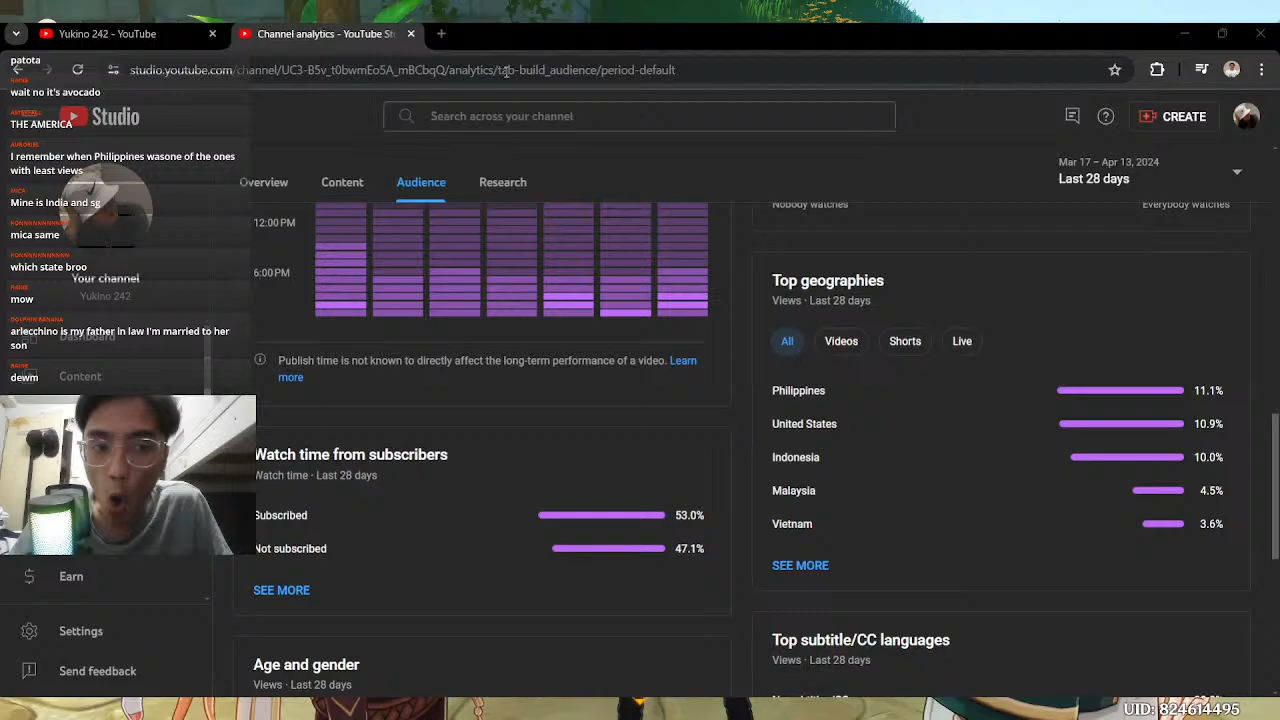 Yukino 242 - YouTube
Channel analytics - YouTube St
studio.youtube.com/channel/UC3-B5v_t0bwmEo5A_mBCbqQ/analytics/tab-build_audience/period-default
patota
wait no it's avocado
THE AMERICA
I remember when Philippines wasone of the ones
with least views
MICA
Mine is India and sg
mica same
which state broo
mow
DOLPHIN BANANA
arlecchino is my father in law I'm married to her
son
dewm
Studio
Your channel
Yukino 242
Dashboard
Content
Earn
Settings
Send feedback
Search across your channel
CREATE
Overview
Content
Audience
Research
Mar 17 – Apr 13, 2024
Last 28 days
12:00 PM
6:00 PM
Publish time is not known to directly affect the long-term performance of a video. Learn
more
Watch time from subscribers
Watch time · Last 28 days
Subscribed 53.0%
Not subscribed 47.1%
SEE MORE
Age and gender
Views · Last 28 days
Nobody watches
Everybody watches
Top geographies
Views · Last 28 days
All
Videos
Shorts
Live
Philippines 11.1%
United States 10.9%
Indonesia 10.0%
Malaysia 4.5%
Vietnam 3.6%
SEE MORE
Top subtitle/CC languages
Views · Last 28 days
UID: 824614495